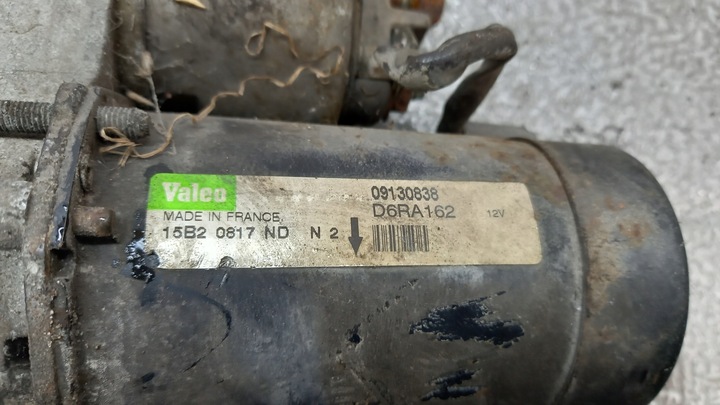 Valeo
09130838
MADE IN FRANCE,
D6RA162
12V
15B2 0817 ND N 2